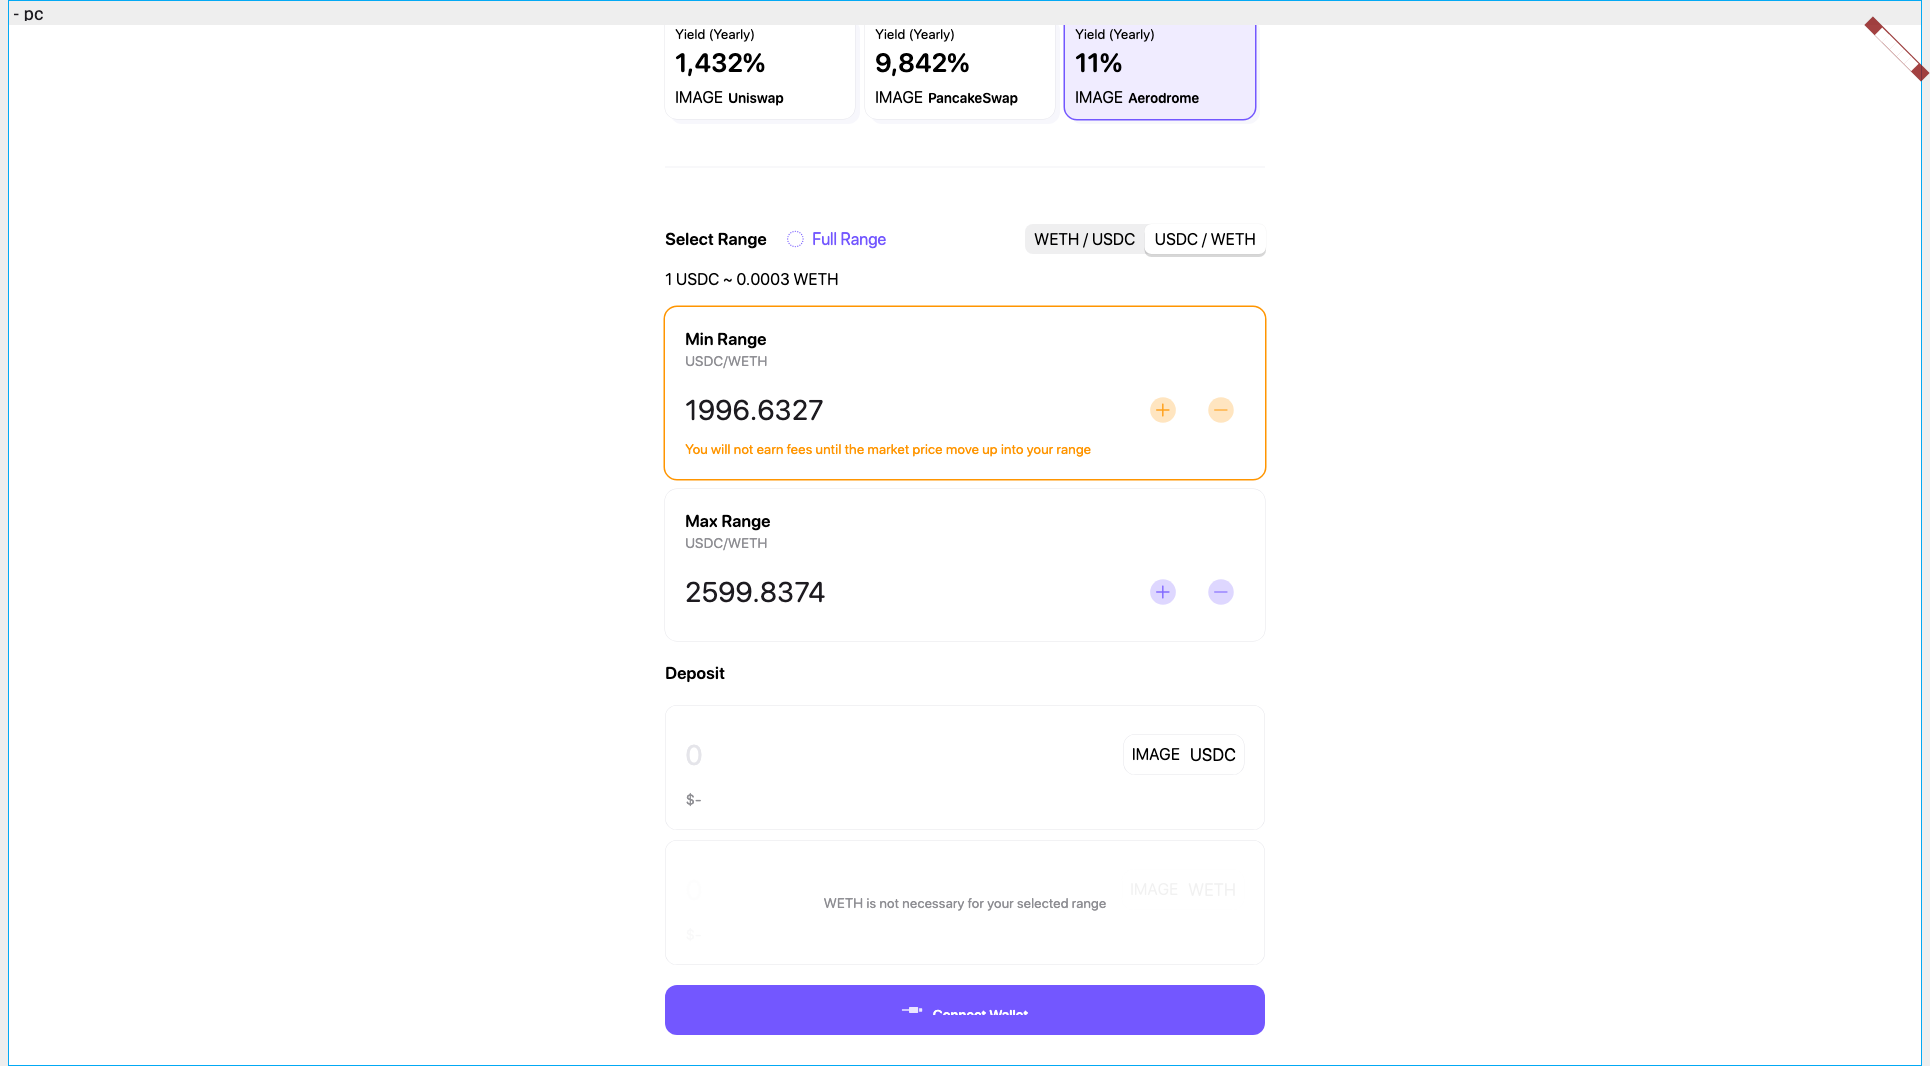 - pc
Yield (Yearly)
1,432%
IMAGE Uniswap
Yield (Yearly)
9,842%
IMAGE PancakeSwap
Yield (Yearly)
11%
IMAGE Aerodrome
Select Range
Full Range
WETH / USDC
USDC / WETH
1 USDC ~ 0.0003 WETH
Min Range
USDC/WETH
1996.6327
You will not earn fees until the market price move up into your range
Max Range
USDC/WETH
2599.8374
Deposit
0
IMAGE USDC
$-
0
IMAGE WETH
WETH is not necessary for your selected range
$-
Connect Wallet